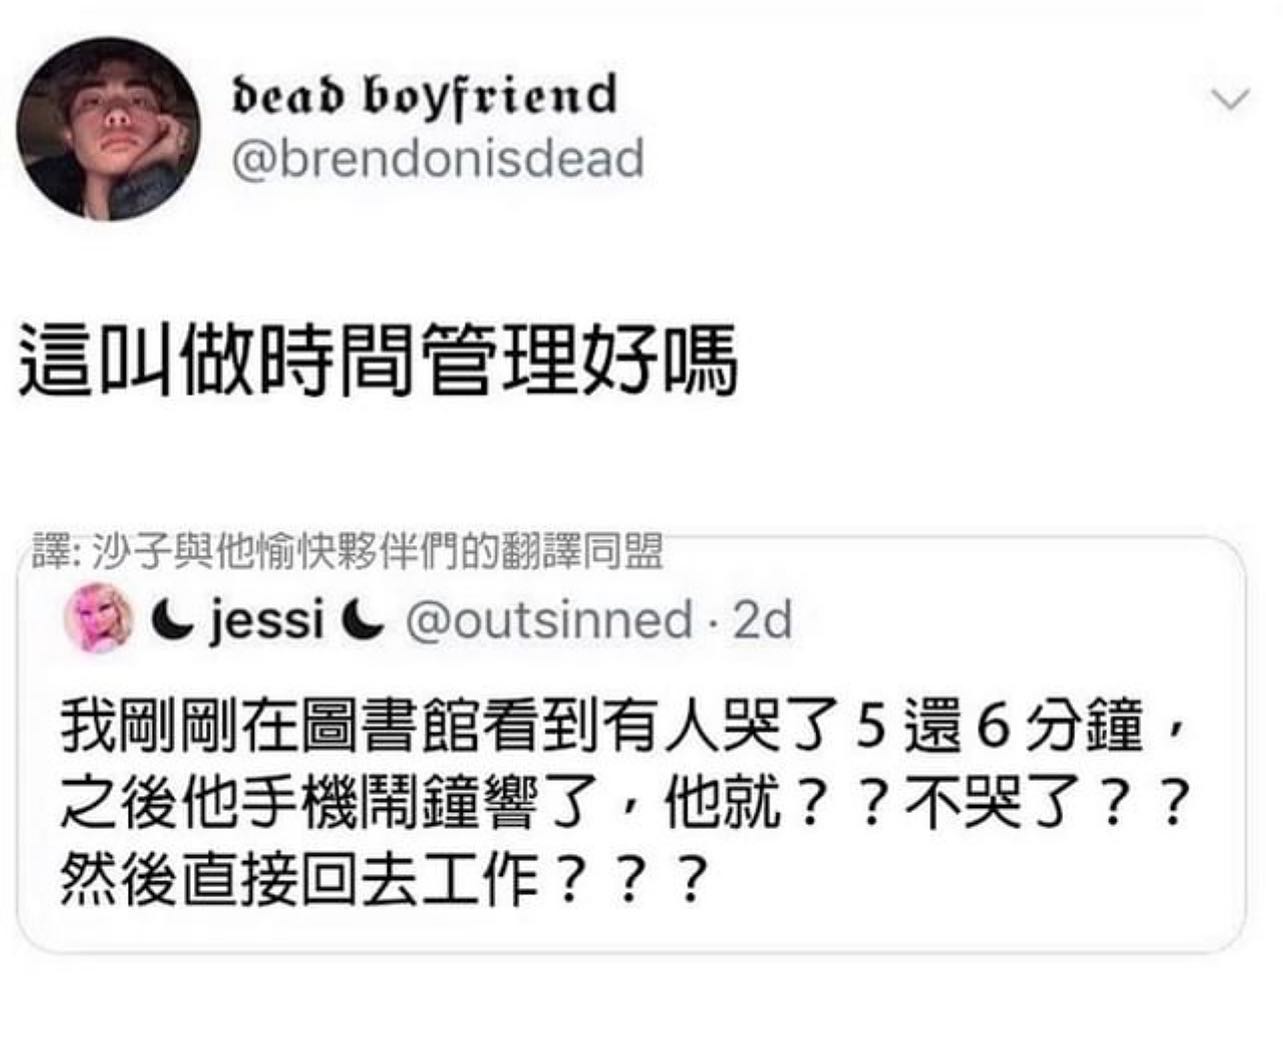 dead boyfriend
@brendonisdead
這叫做時間管理好嗎
譯: 沙子與他愉快夥伴們的翻譯同盟
jessi @outsinned · 2d
我剛剛在圖書館看到有人哭了5還6分鐘，
之後他手機鬧鐘響了，他就？？不哭了？？
然後直接回去工作？？？